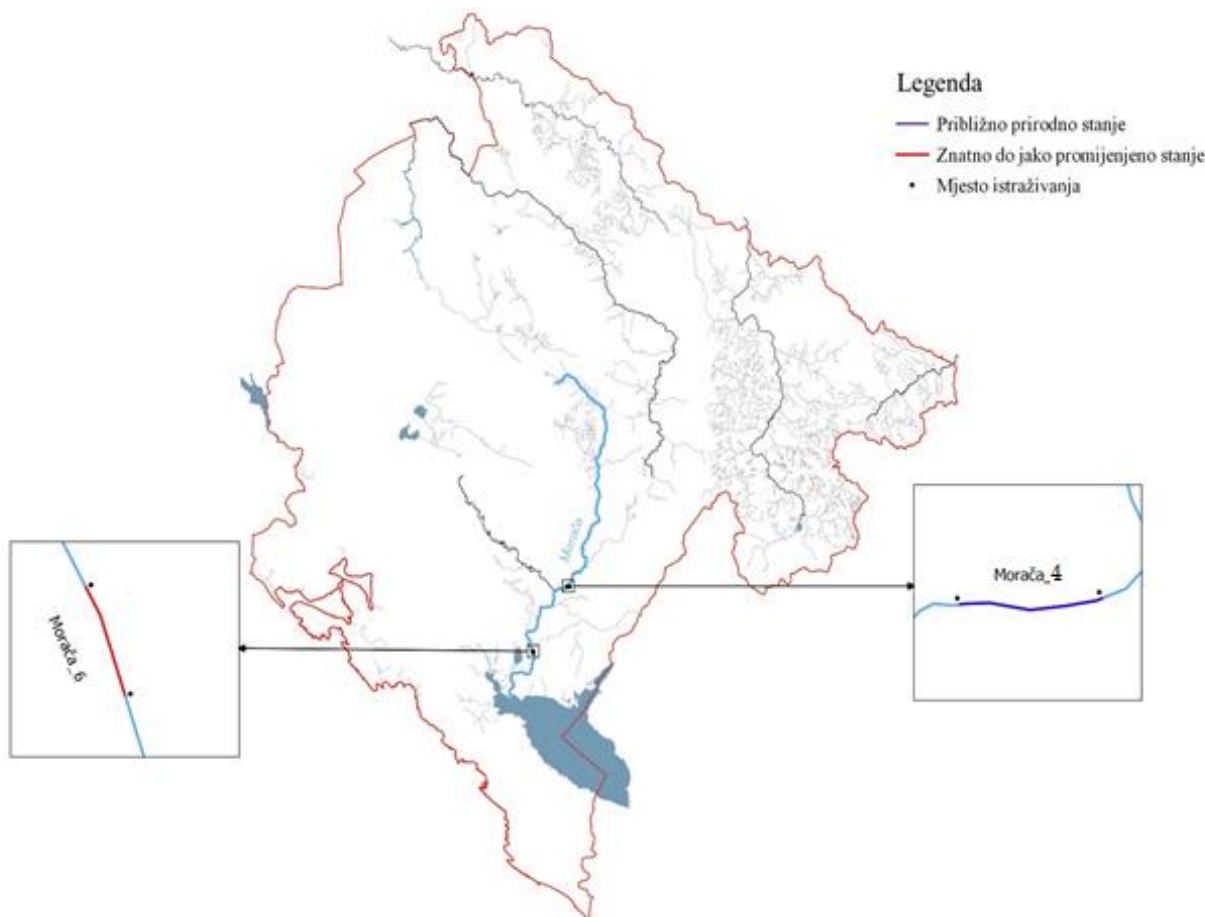 Legenda
Približno prirodno stanje
Znatno do jako promijenjeno stanje
Mjesto istraživanja
Morača
Morača_4
Morača_6